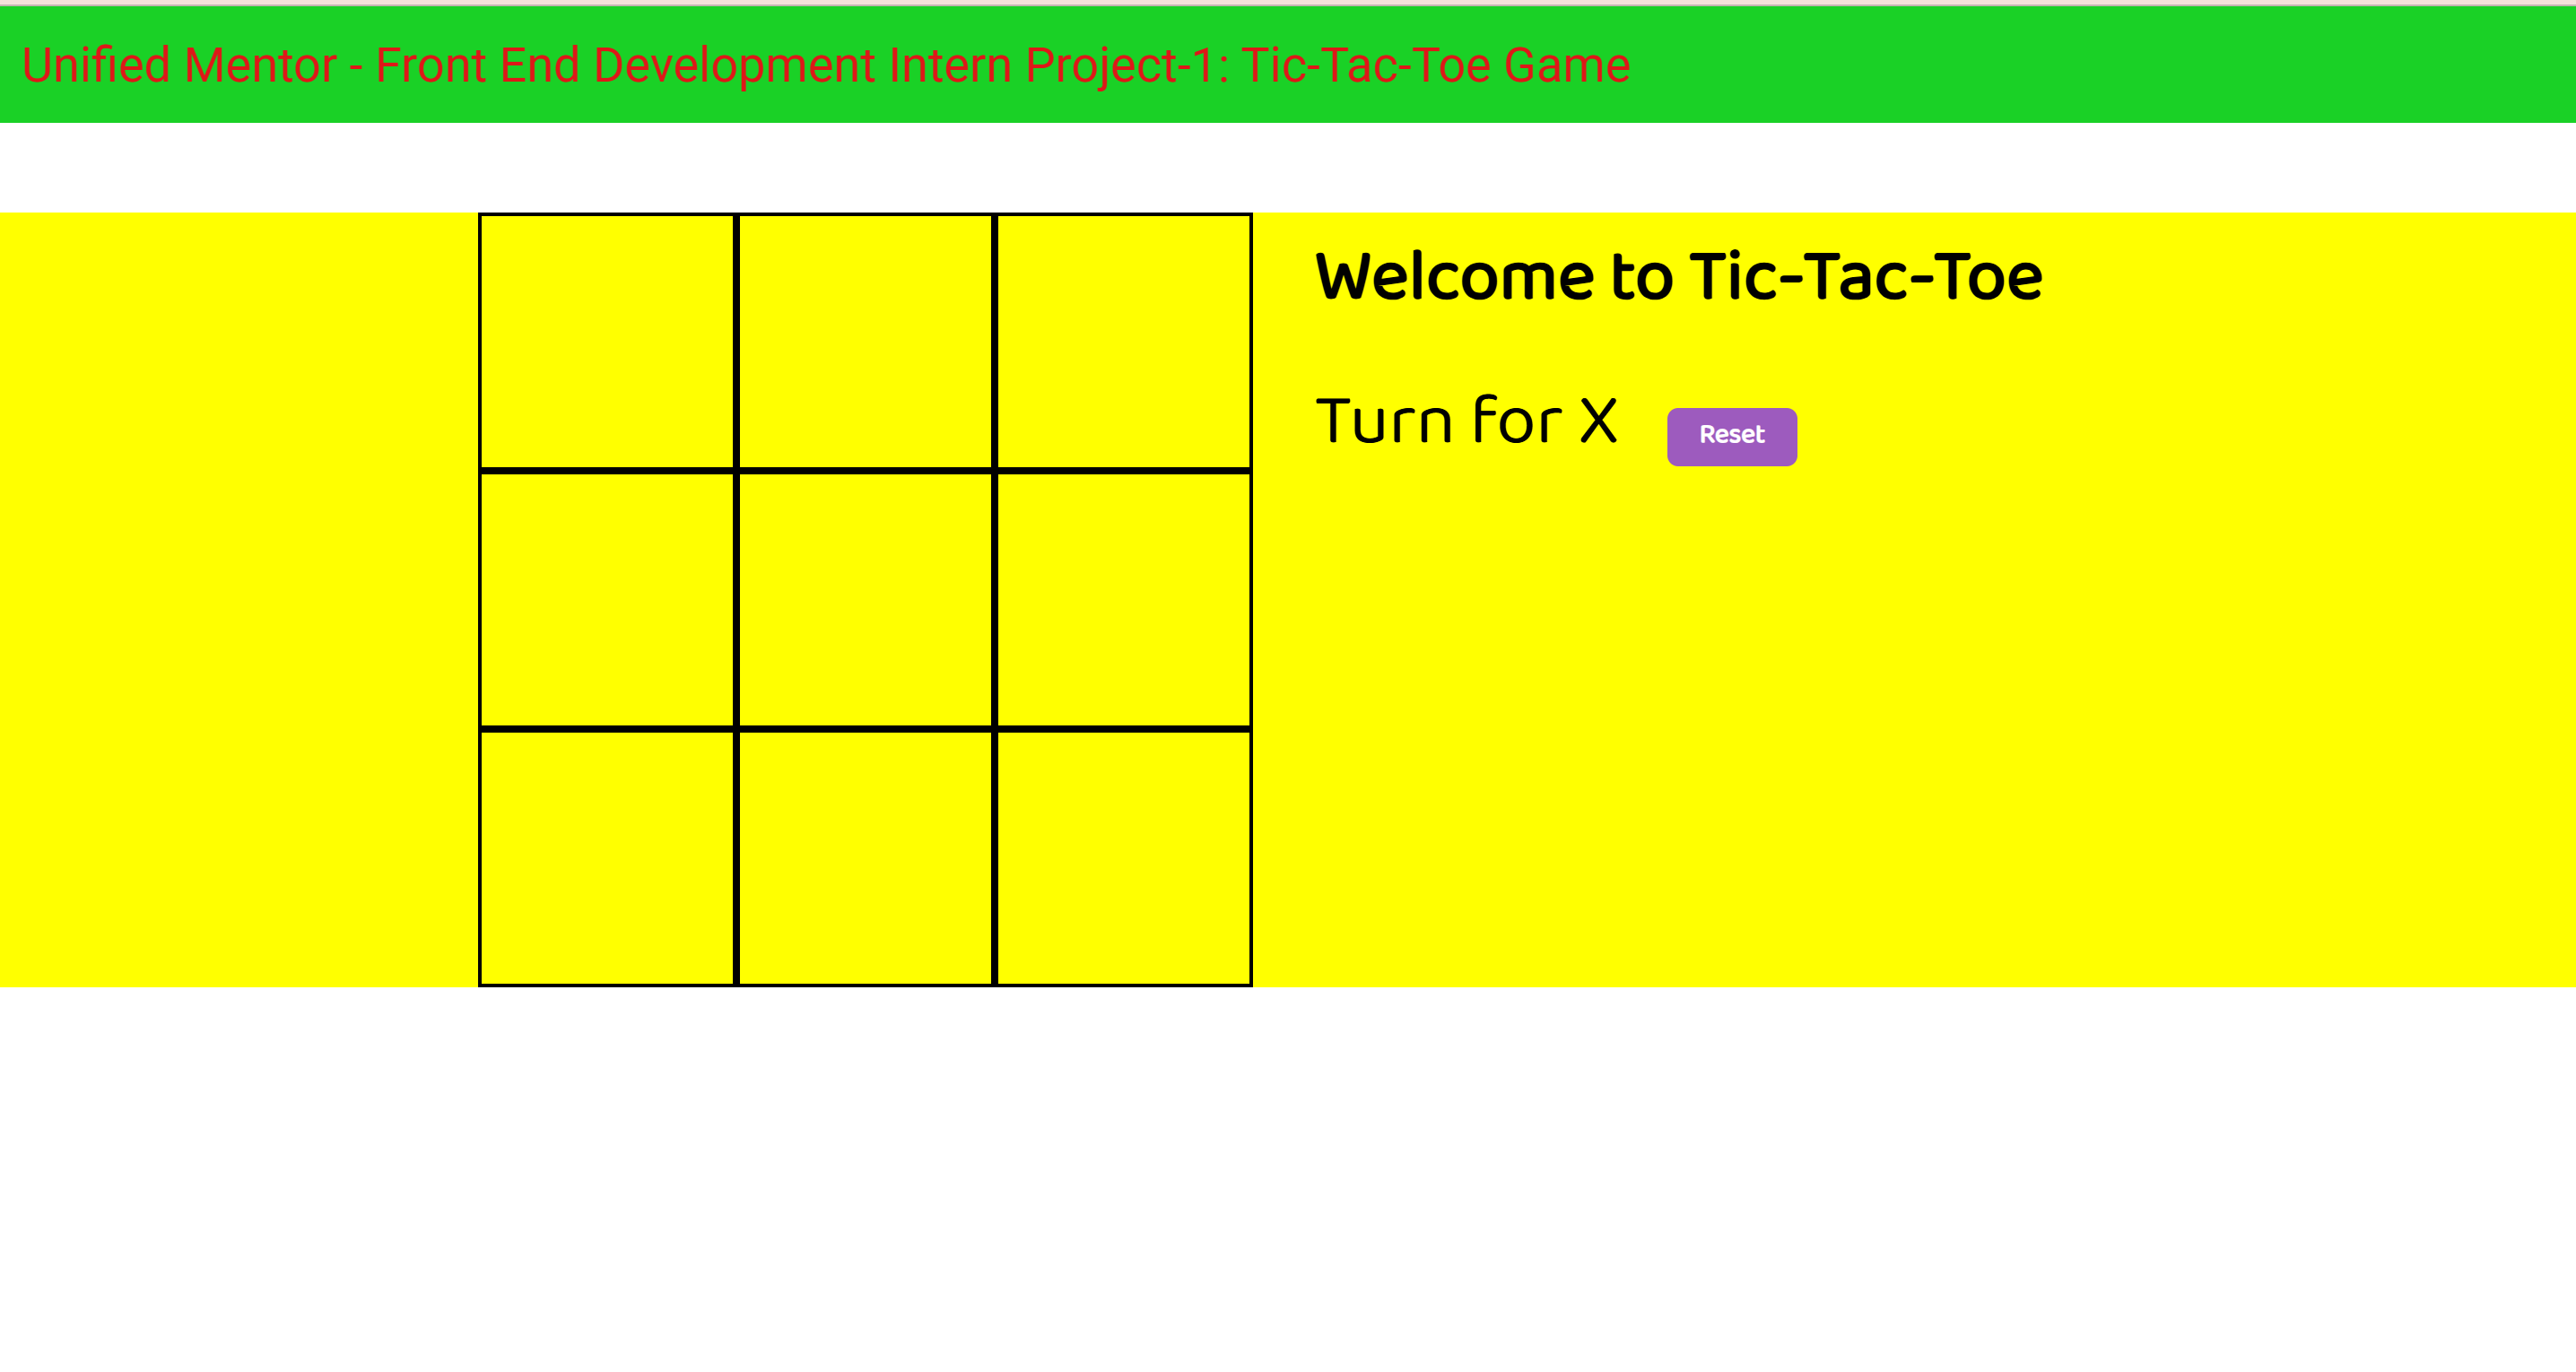 Unified Mentor - Front End Development Intern Project-1: Tic-Tac-Toe Game
Welcome to Tic-Tac-Toe
Turn for X
Reset